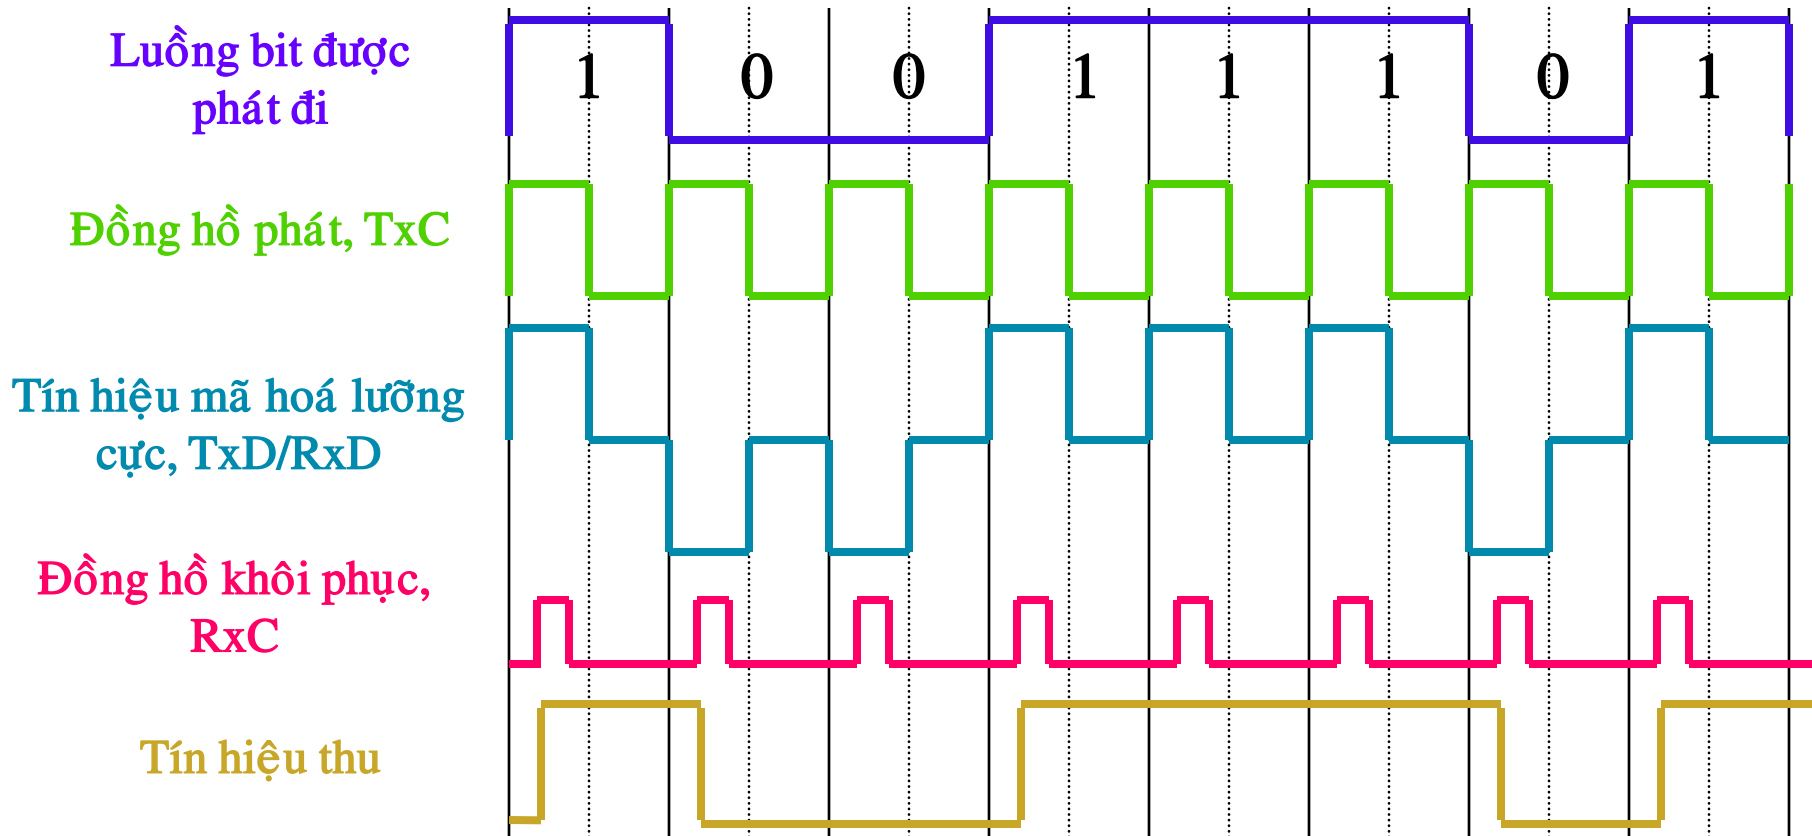 Luồng bit được
phát đi
1 0 0 1 1 1 0 1
Đồng hồ phát, TxC
Tín hiệu mã hoá lưỡng
cực, TxD/RxD
Đồng hồ khôi phục,
RxC
Tín hiệu thu